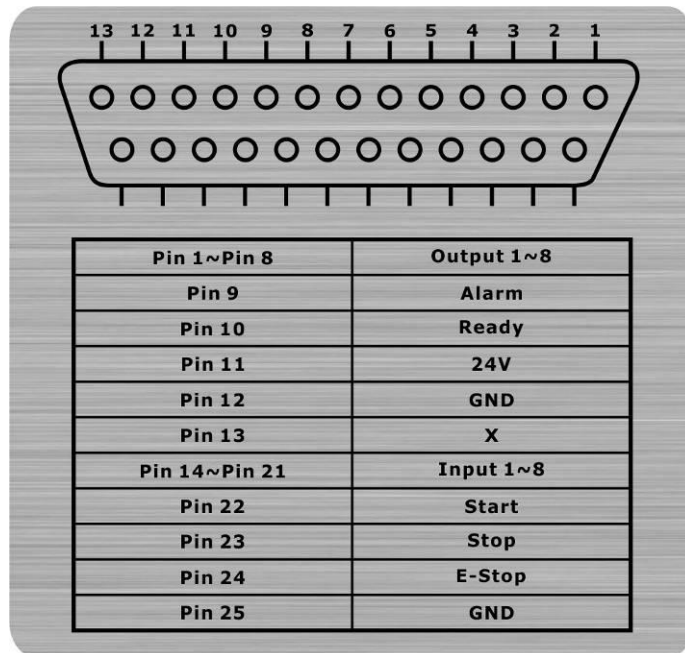 13 12 11 10 9 8 7 6 5 4 3 2 1
Pin 1~Pin 8 Output 1~8
Pin 9 Alarm
Pin 10 Ready
Pin 11 24V
Pin 12 GND
Pin 13 X
Pin 14~Pin 21 Input 1~8
Pin 22 Start
Pin 23 Stop
Pin 24 E-Stop
Pin 25 GND